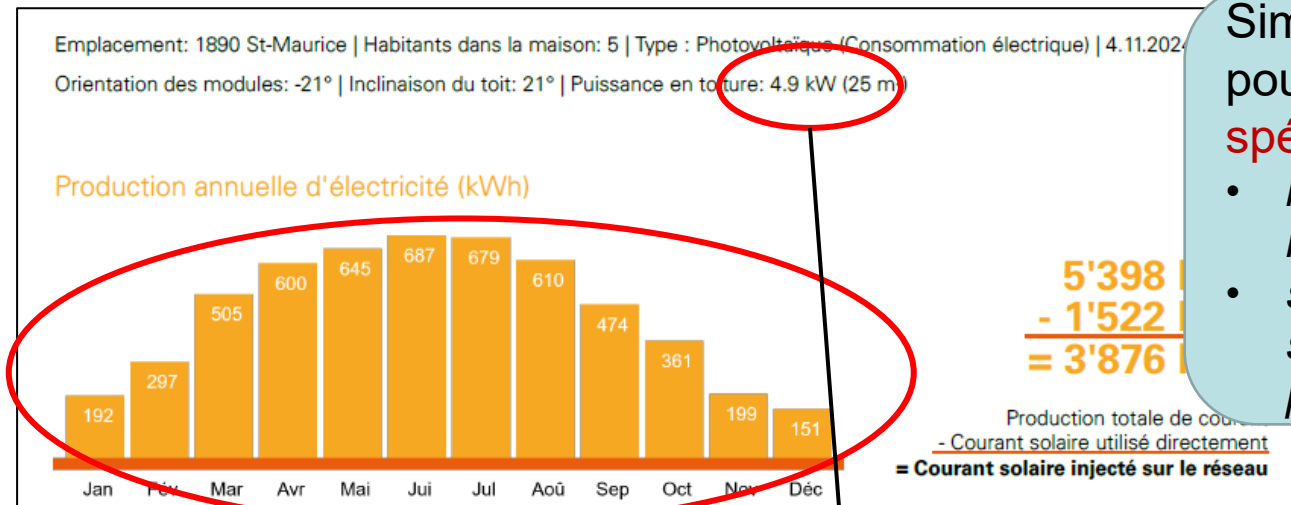 Emplacement: 1890 St-Maurice | Habitants dans la maison: 5 | Type : Photovoltaïque (Consommation électrique) | 4.11.2024
Orientation des modules: -21° | Inclinaison du toit: 21° | Puissance en toiture: 4.9 kW (25 m²)
Production annuelle d'électricité (kWh)
192 297 505 600 645 687 679 610 474 361 199 151
Jan Fév Mar Avr Mai Jui Jul Aoû Sep Oct Nov Déc
5'398
- 1'522
= 3'876
Production totale de
- Courant solaire utilisé directement
= Courant solaire injecté sur le réseau